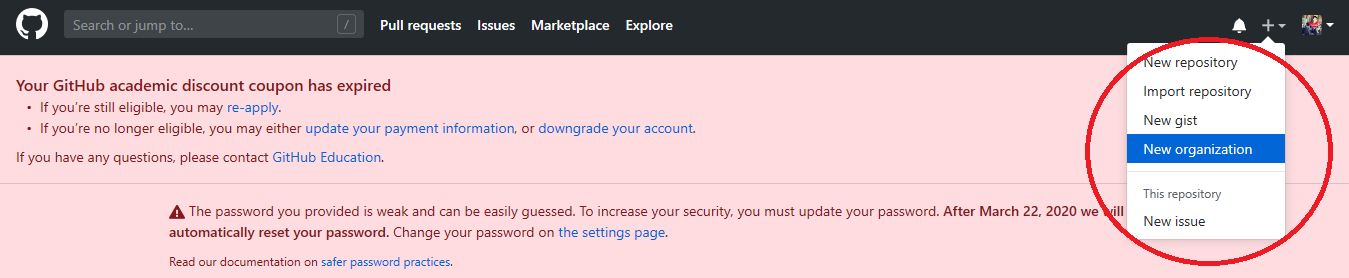 Search or jump to... / Pull requests Issues Marketplace Explore
New repository
Import repository
New gist
New organization
This repository
New issue
Your GitHub academic discount coupon has expired
• If you're still eligible, you may re-apply.
• If you're no longer eligible, you may either update your payment information, or downgrade your account.
If you have any questions, please contact GitHub Education.
The password you provided is weak and can be easily guessed. To increase your security, you must update your password. After March 22, 2020 we will
automatically reset your password. Change your password on the settings page.
Read our documentation on safer password practices.